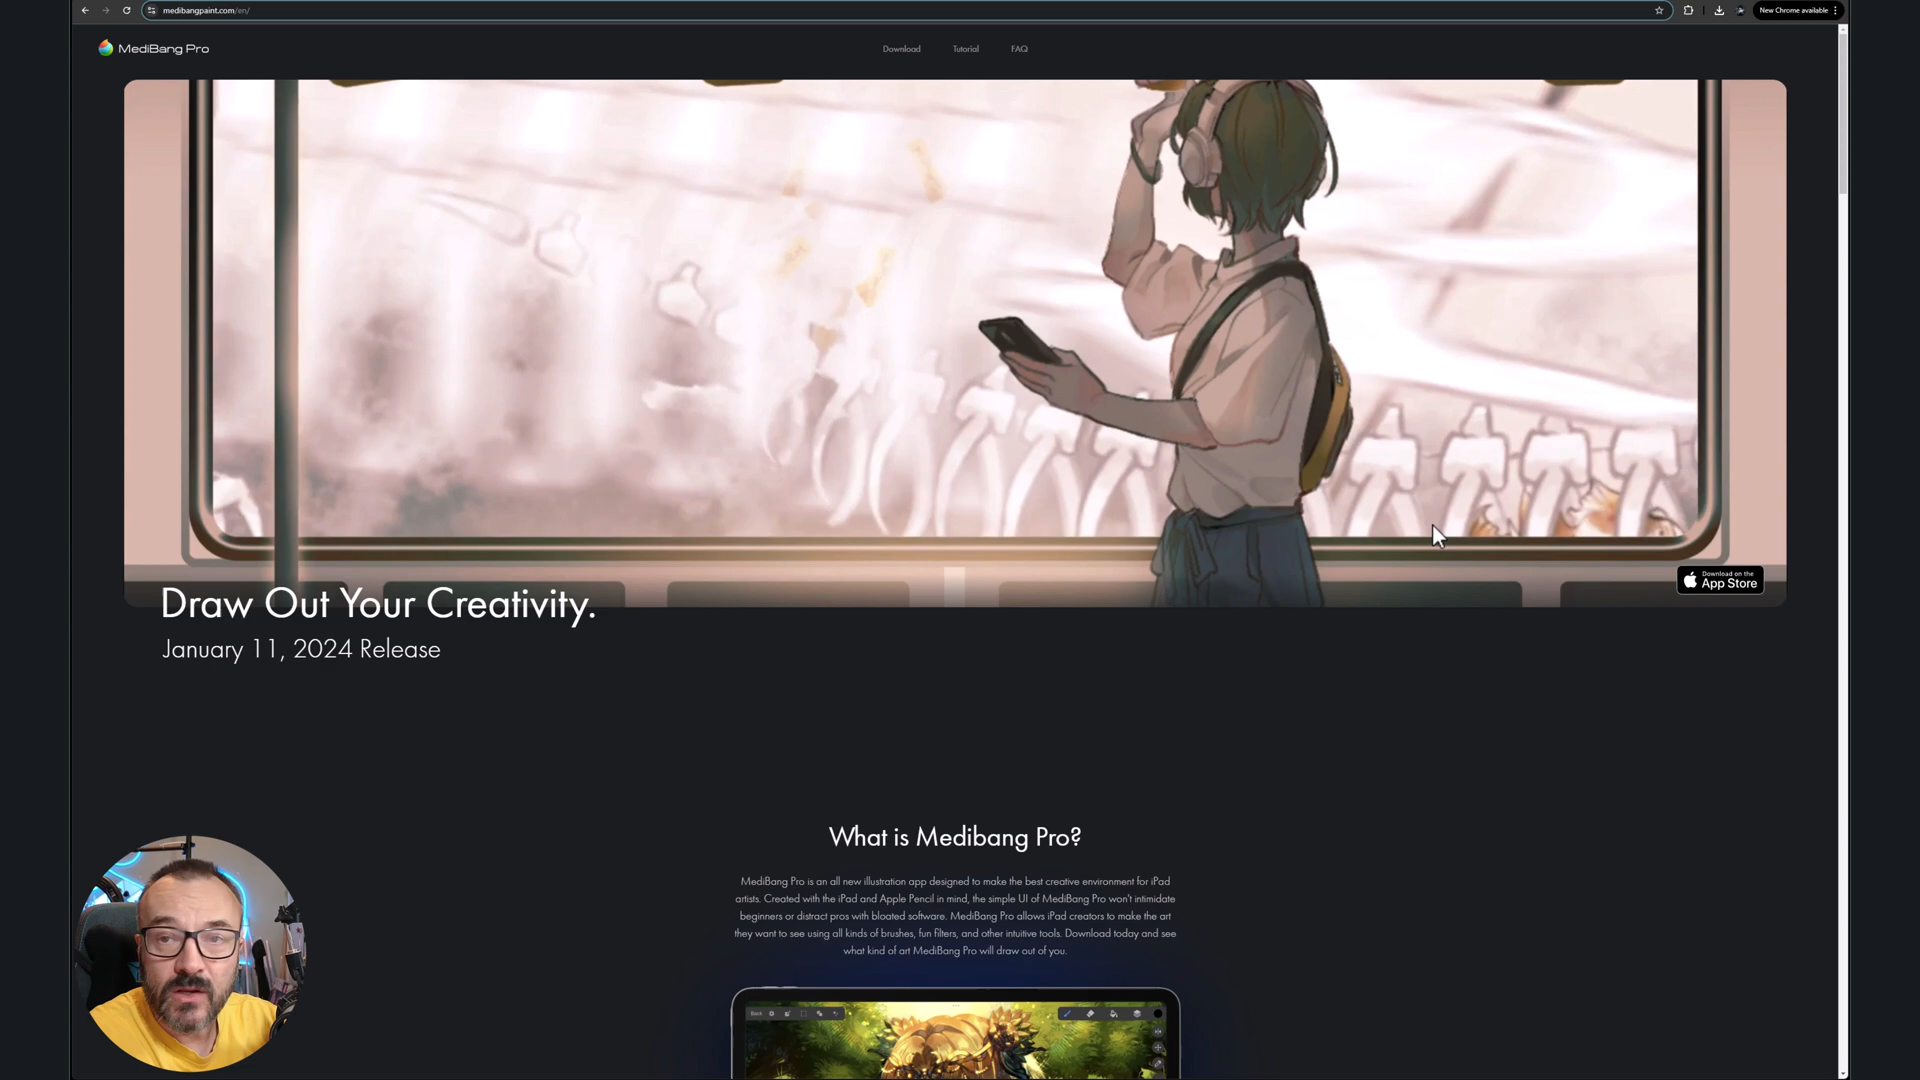 medibangpaint.com/en/
New Chrome available
MediBang Pro
Download
Tutorial
FAQ
Download on the
App Store
Draw Out Your Creativity.
January 11, 2024 Release
What is Medibang Pro?
MediBang Pro is an all new illustration app designed to make the best creative environment for iPad
artists. Created with the iPad and Apple Pencil in mind, the simple UI of MediBang Pro won't intimidate
beginners or distract pros with bloated software. MediBang Pro allows iPad creators to make the art
they want to see using all kinds of brushes, fun filters, and other intuitive tools. Download today and see
what kind of art MediBang Pro will draw out of you.
Back